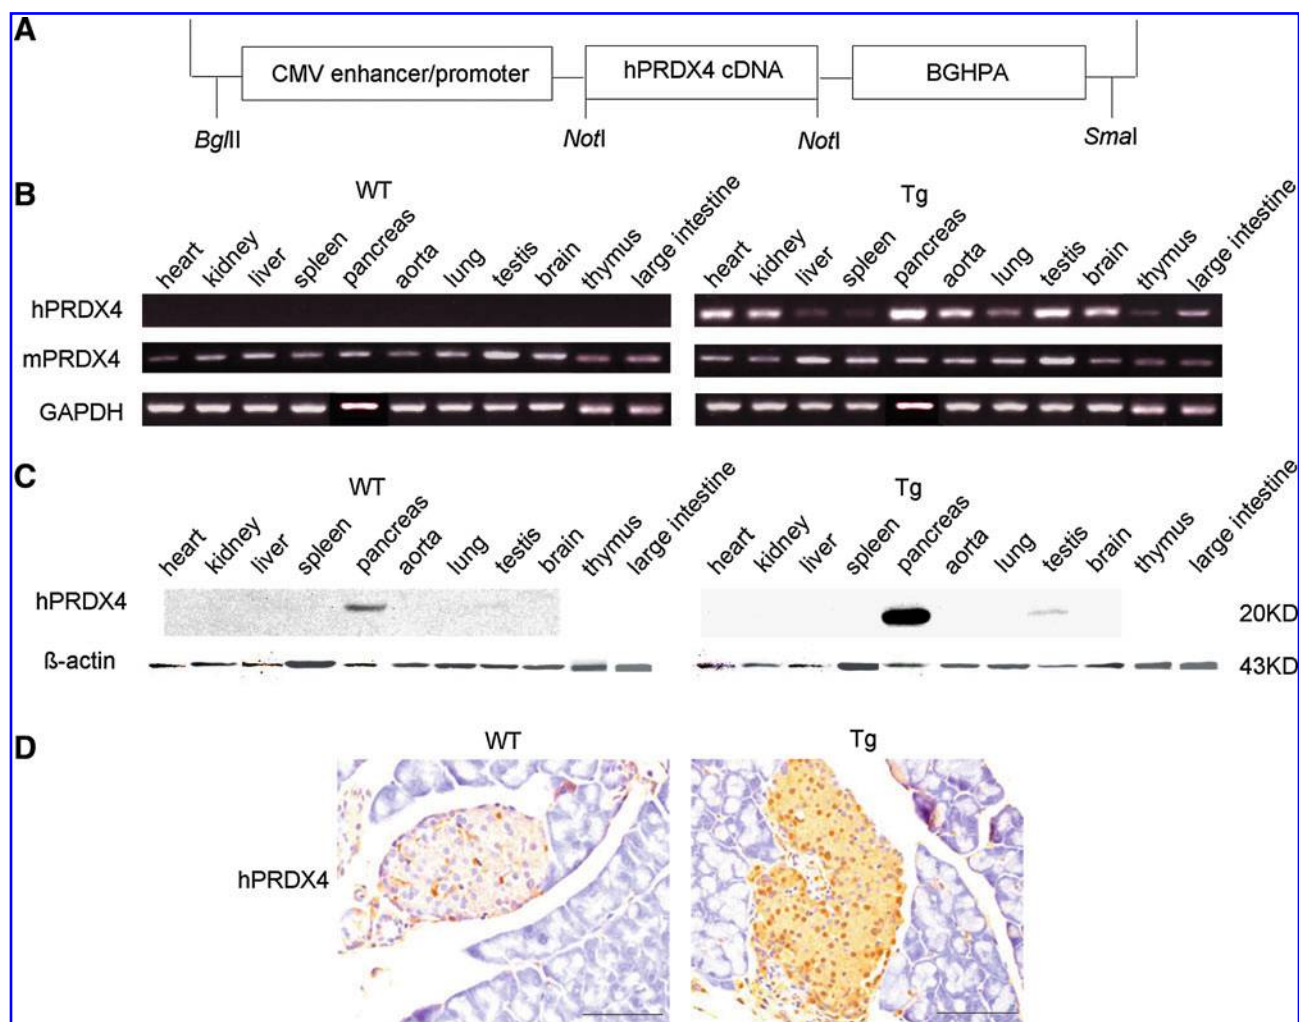 A
CMV enhancer/promoter
hPRDX4 cDNA
BGHPA
BglII
NotI
NotI
SmaI
B
WT
Tg
heart kidney liver spleen pancreas aorta lung testis brain thymus large intestine
heart kidney liver spleen pancreas aorta lung testis brain thymus large intestine
hPRDX4
mPRDX4
GAPDH
C
WT
Tg
heart kidney liver spleen pancreas aorta lung testis brain thymus large intestine
heart kidney liver spleen pancreas aorta lung testis brain thymus large intestine
hPRDX4
20KD
ß-actin
43KD
D
WT
Tg
hPRDX4